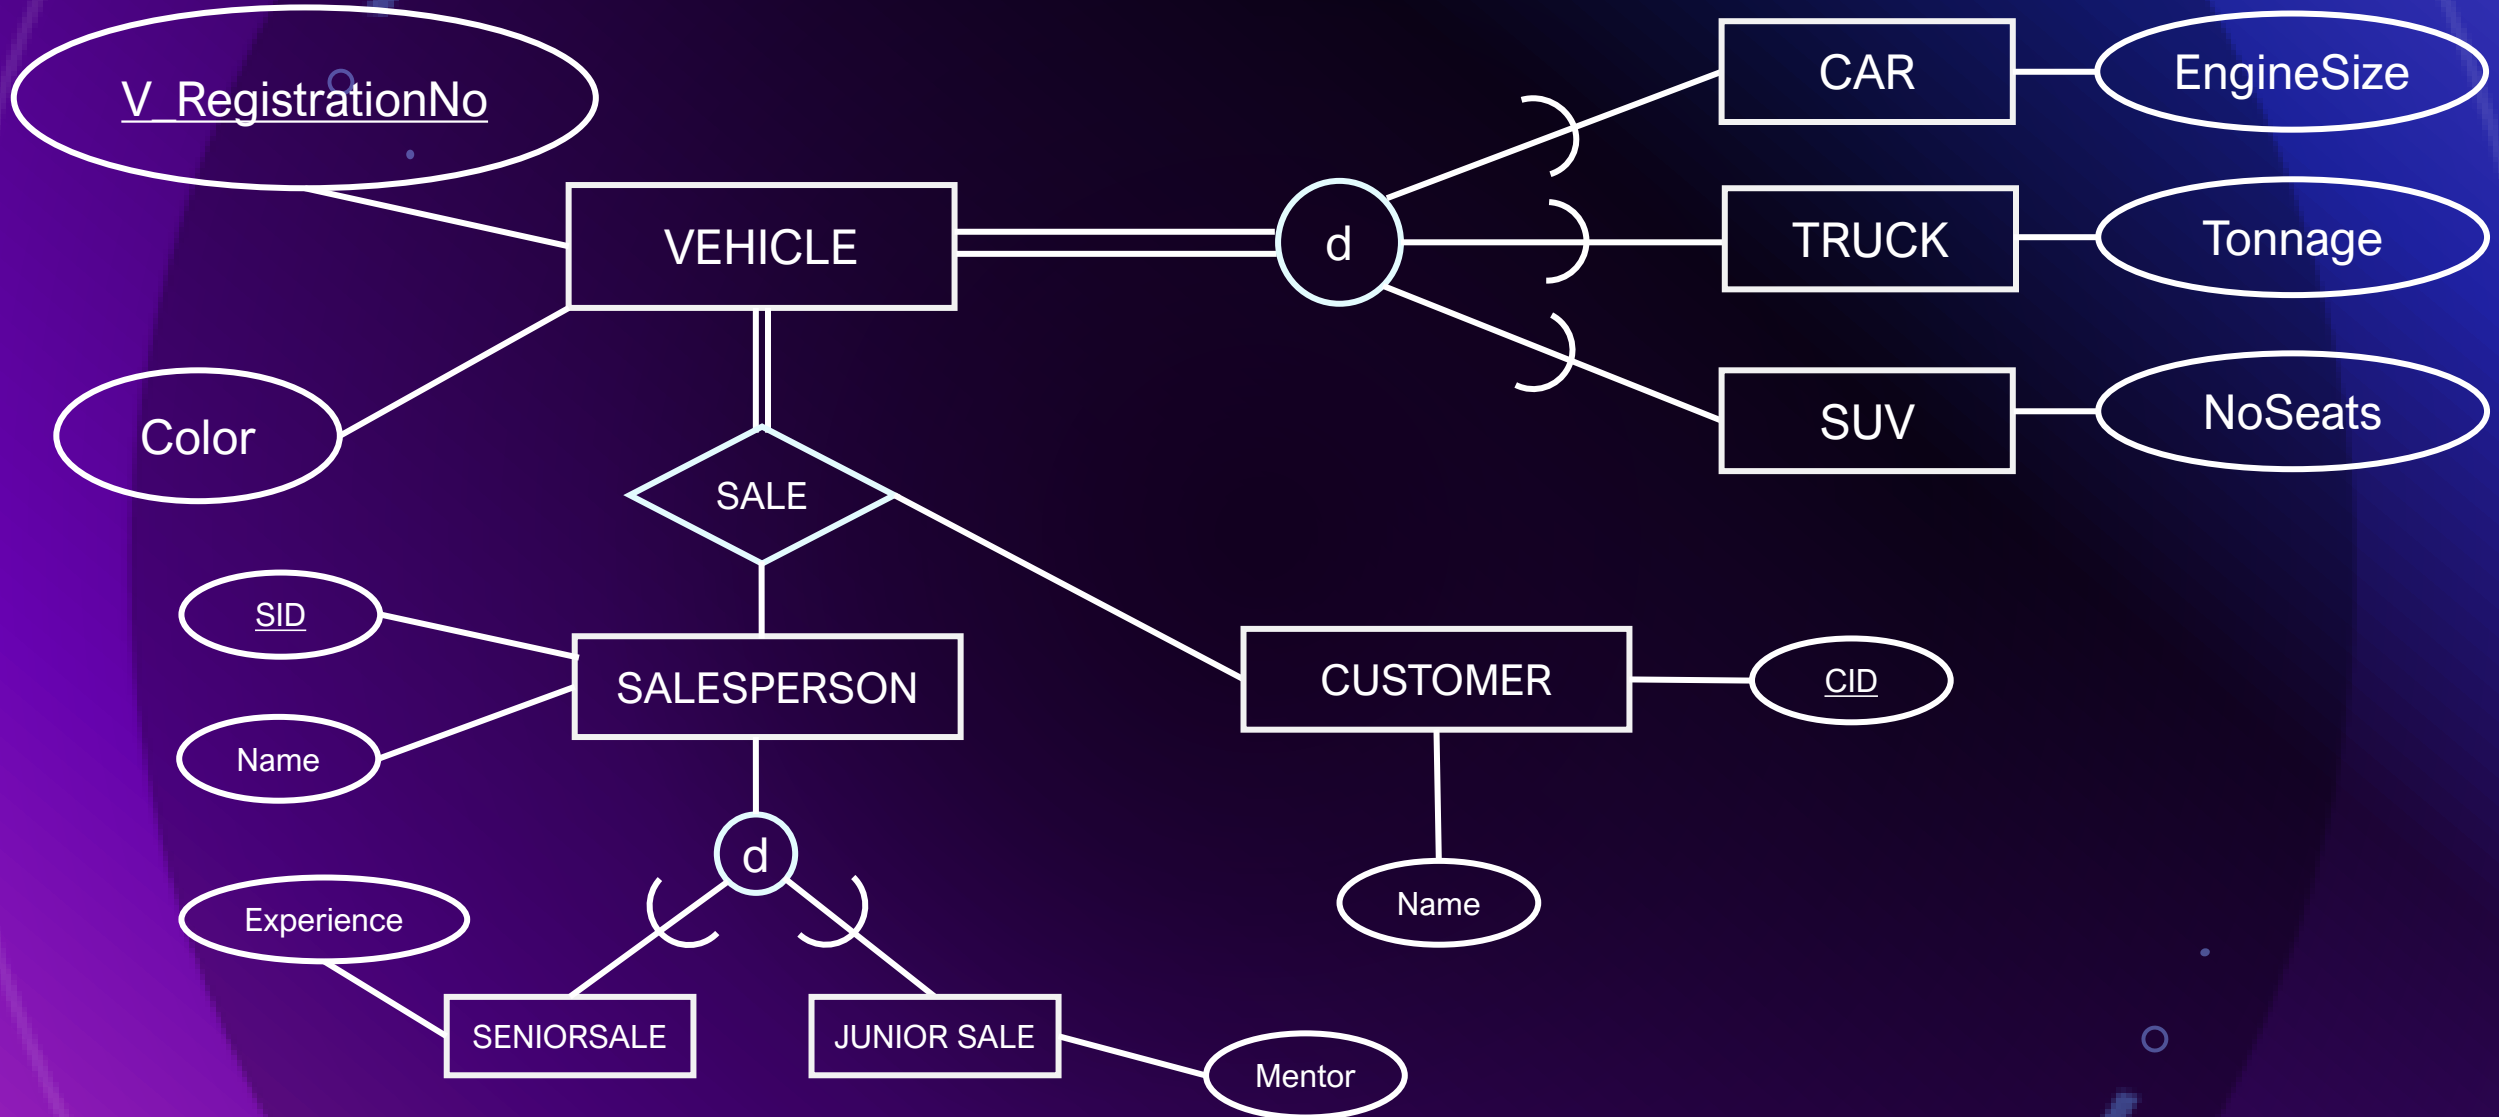 V_RegistrationNo
CAR
EngineSize
VEHICLE
d
TRUCK
Tonnage
Color
SUV
NoSeats
SALE
SID
SALESPERSON
CUSTOMER
CID
Name
d
Experience
Name
SENIORSALE
JUNIOR SALE
Mentor